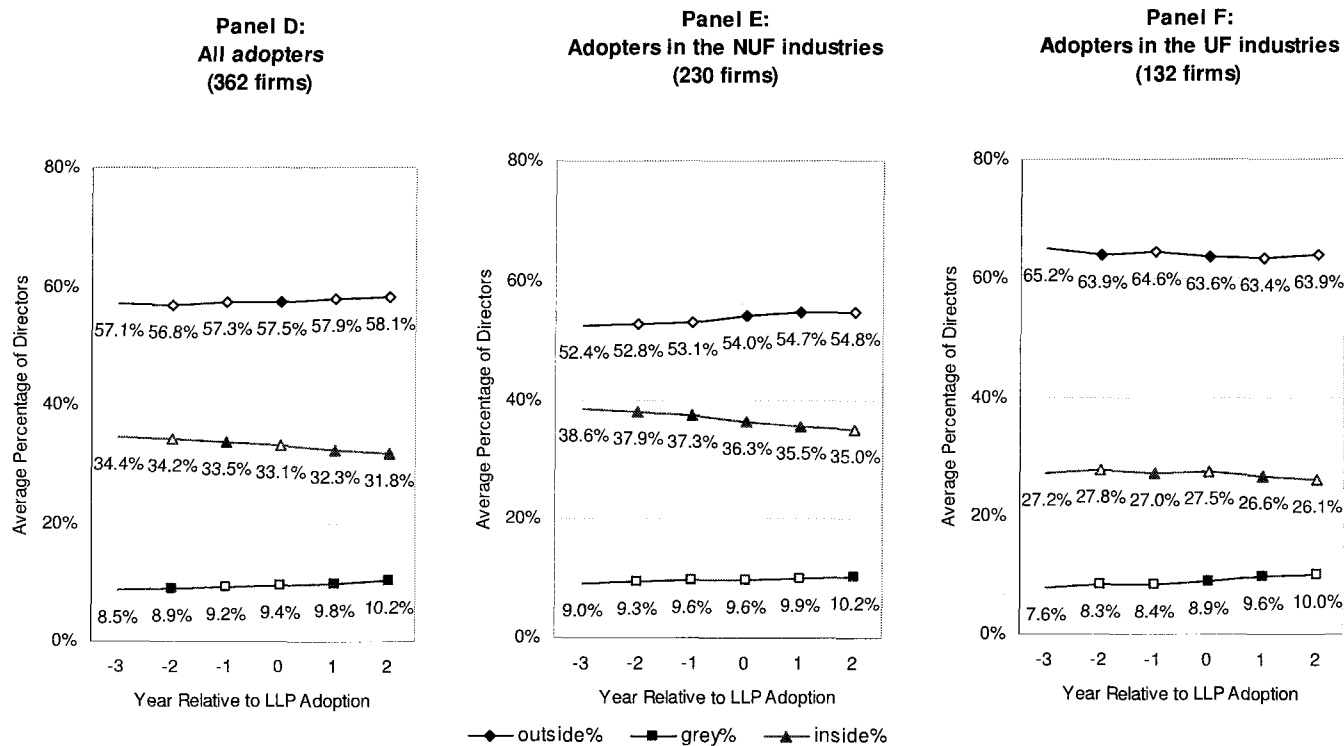 Panel D:
All adopters
(362 firms)
80%
60%
40%
20%
0%
Average Percentage of Directors
57.1% 56.8% 57.3% 57.5% 57.9% 58.1%
34.4% 34.2% 33.5% 33.1% 32.3% 31.8%
8.5% 8.9% 9.2% 9.4% 9.8% 10.2%
-3 -2 -1 0 1 2
Year Relative to LLP Adoption
Panel E:
Adopters in the NUF industries
(230 firms)
80%
60%
40%
20%
0%
Average Percentage of Directors
52.4% 52.8% 53.1% 54.0% 54.7% 54.8%
38.6% 37.9% 37.3% 36.3% 35.5% 35.0%
9.0% 9.3% 9.6% 9.6% 9.9% 10.2%
-3 -2 -1 0 1 2
Year Relative to LLP Adoption
Panel F:
Adopters in the UF industries
(132 firms)
80%
60%
40%
20%
0%
Average Percentage of Directors
65.2% 63.9% 64.6% 63.6% 63.4% 63.9%
27.2% 27.8% 27.0% 27.5% 26.6% 26.1%
7.6% 8.3% 8.4% 8.9% 9.6% 10.0%
-3 -2 -1 0 1 2
Year Relative to LLP Adoption
outside% grey% inside%